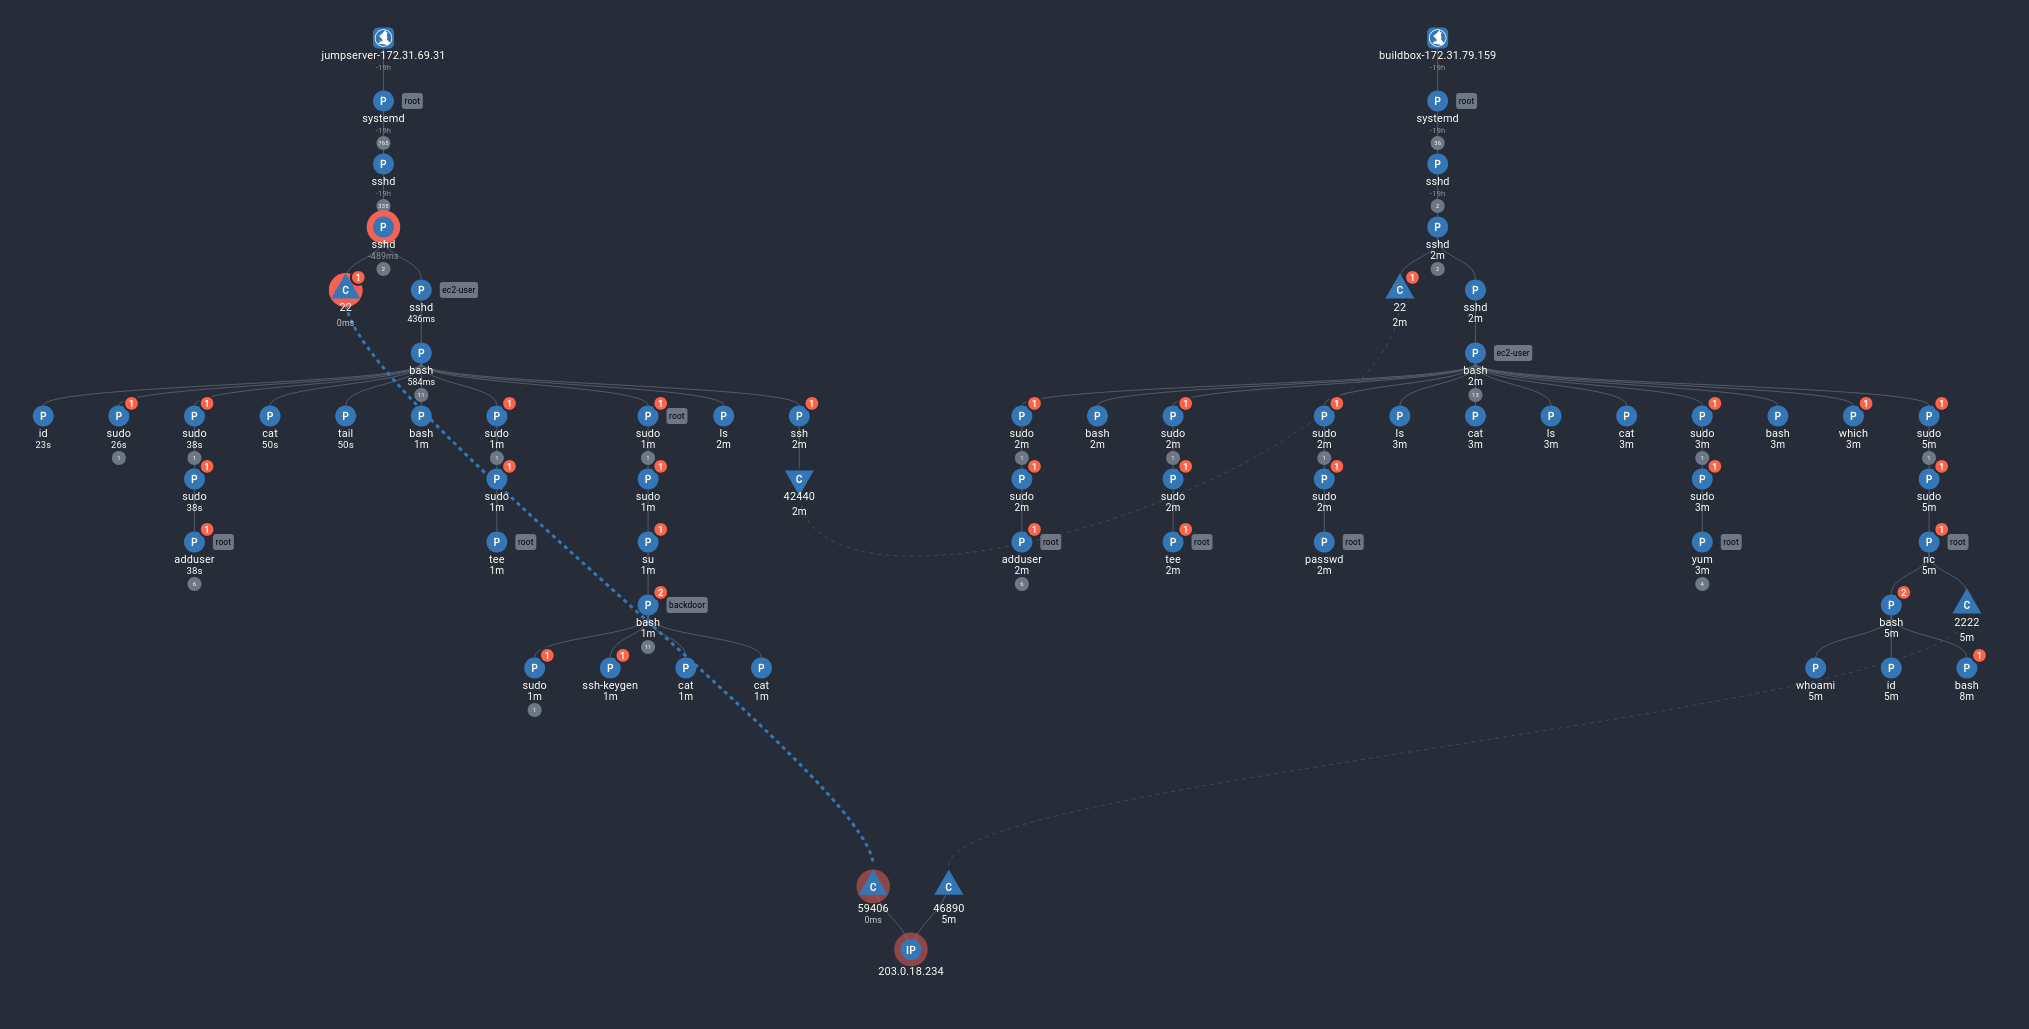 jumpserver-172.31.69.31
-19h
P
root
systemd
-19h
765
P
sshd
-19h
335
P
sshd
-489ms
2
C
1
22
0ms
P
ec2-user
sshd
436ms
P
bash
584ms
11
P
id
23s
P
1
sudo
26s
1
P
1
sudo
38s
1
P
1
sudo
38s
P
1
root
adduser
38s
6
P
cat
50s
P
tail
50s
P
bash
1m
P
1
sudo
1m
1
P
1
sudo
1m
P
root
tee
1m
P
1
root
sudo
1m
1
P
1
sudo
1m
P
1
su
1m
P
2
backdoor
bash
1m
11
P
1
sudo
1m
1
P
1
ssh-keygen
1m
P
cat
1m
P
cat
1m
P
ls
2m
P
1
ssh
2m
C
42440
2m
buildbox-172.31.79.159
-19h
P
root
systemd
-19h
36
P
sshd
-19h
2
P
sshd
2m
2
C
1
22
2m
P
sshd
2m
P
ec2-user
bash
2m
13
P
1
sudo
2m
1
P
1
sudo
2m
P
1
root
adduser
2m
6
P
bash
2m
P
1
sudo
2m
1
P
1
sudo
2m
P
1
root
tee
2m
P
1
sudo
2m
1
P
1
sudo
2m
P
root
passwd
2m
P
ls
3m
P
cat
3m
P
ls
3m
P
cat
3m
P
1
sudo
3m
1
P
1
sudo
3m
P
root
yum
3m
4
P
bash
3m
P
1
which
3m
P
1
sudo
5m
1
P
1
sudo
5m
P
1
root
nc
5m
P
2
bash
5m
C
2222
5m
P
whoami
5m
P
id
5m
P
1
bash
8m
C
59406
0ms
C
46890
5m
IP
203.0.18.234